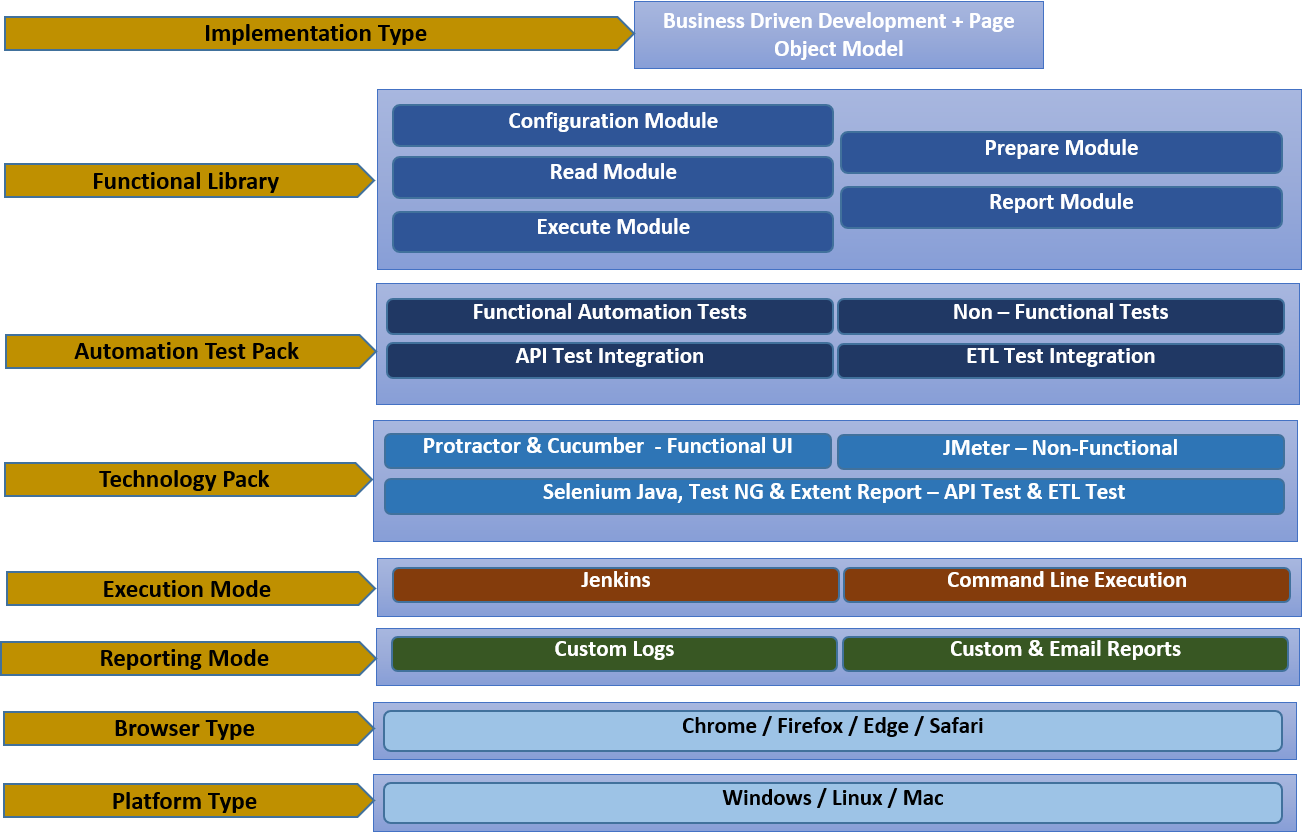 Implementation Type
Business Driven Development + Page
Object Model
Functional Library
Configuration Module
Read Module
Execute Module
Prepare Module
Report Module
Automation Test Pack
Functional Automation Tests
Non – Functional Tests
API Test Integration
ETL Test Integration
Technology Pack
Protractor & Cucumber - Functional UI
JMeter – Non-Functional
Selenium Java, Test NG & Extent Report – API Test & ETL Test
Execution Mode
Jenkins
Command Line Execution
Reporting Mode
Custom Logs
Custom & Email Reports
Browser Type
Chrome / Firefox / Edge / Safari
Platform Type
Windows / Linux / Mac